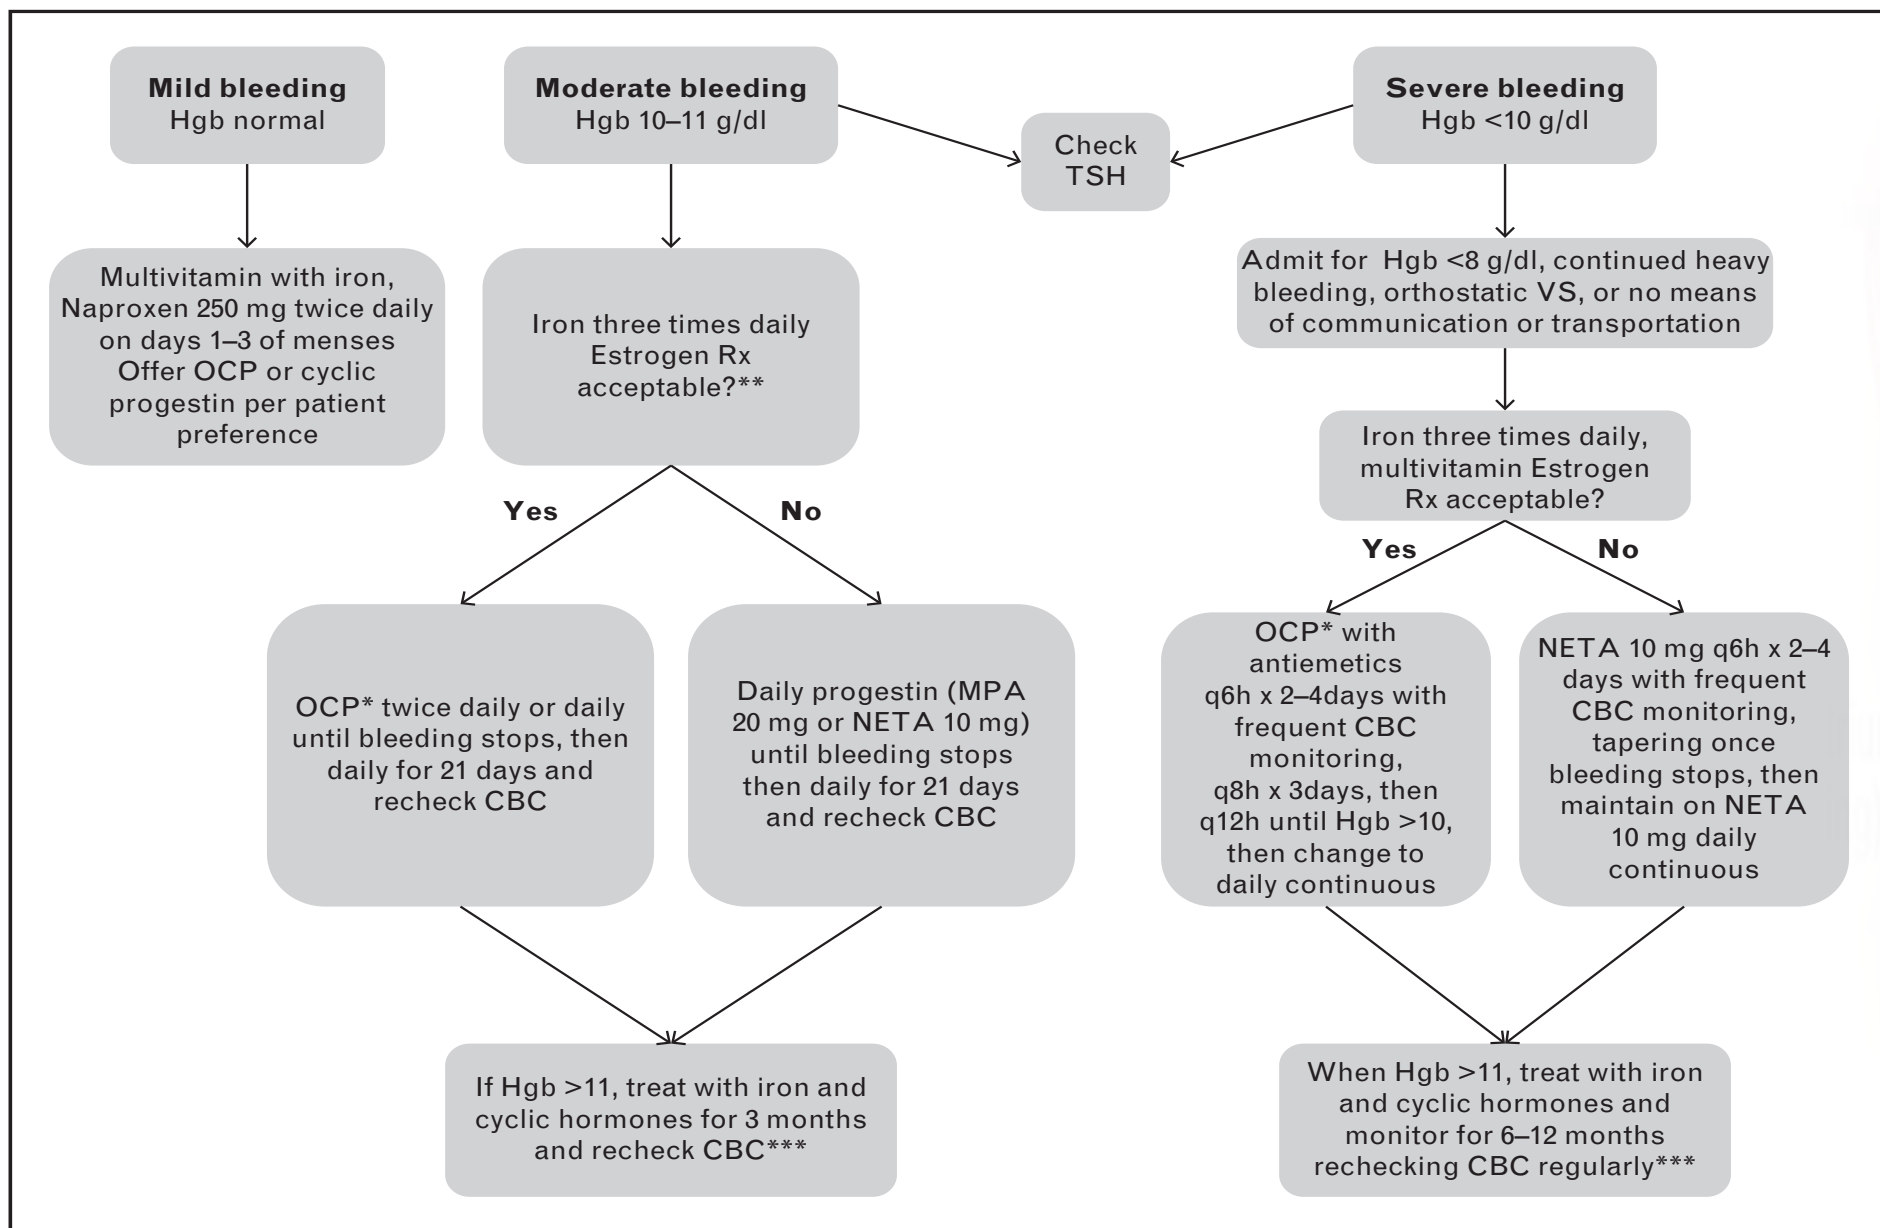 Mild bleeding
Hgb normal
Moderate bleeding
Hgb 10–11 g/dl
Check
TSH
Severe bleeding
Hgb <10 g/dl
Multivitamin with iron,
Naproxen 250 mg twice daily
on days 1–3 of menses
Offer OCP or cyclic
progestin per patient
preference
Iron three times daily
Estrogen Rx
acceptable?**
Admit for Hgb <8 g/dl, continued heavy
bleeding, orthostatic VS, or no means
of communication or transportation
Iron three times daily,
multivitamin Estrogen
Rx acceptable?
Yes
No
Yes
No
OCP* twice daily or daily
until bleeding stops, then
daily for 21 days and
recheck CBC
Daily progestin (MPA
20 mg or NETA 10 mg)
until bleeding stops
then daily for 21 days
and recheck CBC
OCP* with
antiemetics
q6h x 2–4days with
frequent CBC
monitoring,
q8h x 3days, then
q12h until Hgb >10,
then change to
daily continuous
NETA 10 mg q6h x 2–4
days with frequent
CBC monitoring,
tapering once
bleeding stops, then
maintain on NETA
10 mg daily
continuous
If Hgb >11, treat with iron and
cyclic hormones for 3 months
and recheck CBC***
When Hgb >11, treat with iron
and cyclic hormones and
monitor for 6–12 months
rechecking CBC regularly***